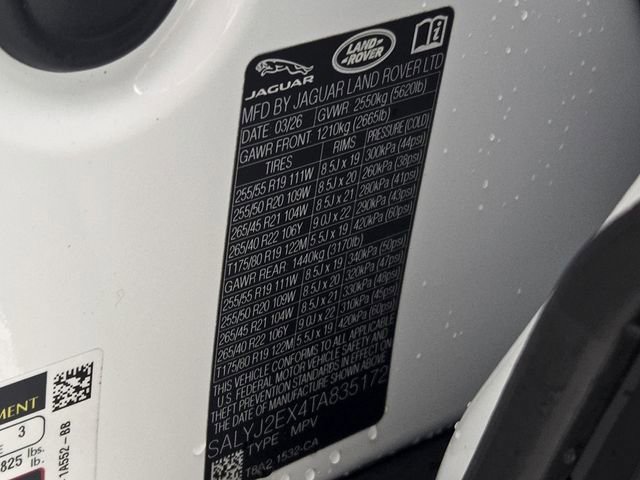 JAGUAR
LAND ROVER
MFD BY JAGUAR LAND ROVER LTD
DATE 03/26 GVWR 2550kg (5620lb)
GAWR FRONT 1210kg (2665lb)
TIRES RIMS PRESSURE (COLD)
255/55 R19 111W 8.5J x 19 300kPa (44psi)
255/50 R20 109W 8.5J x 20 260kPa (38psi)
265/45 R21 104W 8.5J x 21 280kPa (41psi)
265/40 R22 106Y 9.0J x 22 290kPa (43psi)
T175/80 R19 122M 5.5J x 19 420kPa (60psi)
GAWR REAR 1440kg (3170lb)
255/55 R19 111W 8.5J x 19 340kPa (50psi)
255/50 R20 109W 8.5J x 20 320kPa (47psi)
265/45 R21 104W 8.5J x 21 330kPa (48psi)
265/40 R22 106Y 9.0J x 22 310kPa (45psi)
T175/80 R19 122M 5.5J x 19 420kPa (60psi)
THIS VEHICLE CONFORMS TO ALL APPLICABLE
U.S. FEDERAL MOTOR VEHICLE SAFETY AND
THEFT PREVENTION STANDARDS IN EFFECT
ON THE DATE OF MANUFACTURE SHOWN ABOVE
SALYJ2EX4TA835172
TYPE MPV
18A2 1532-CA
MENT
3
825 lbs.
lb.
1A552-BB